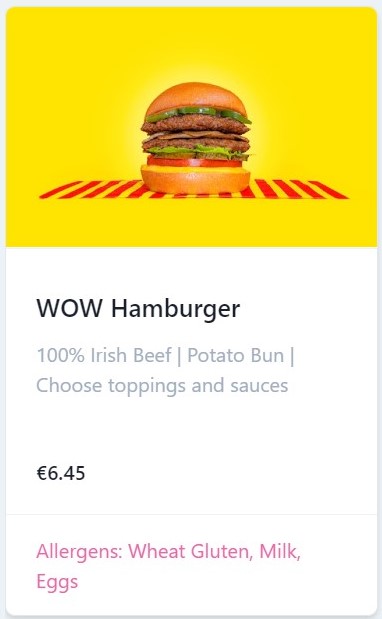 WOW Hamburger
100% Irish Beef | Potato Bun |
Choose toppings and sauces
€6.45
Allergens: Wheat Gluten, Milk,
Eggs